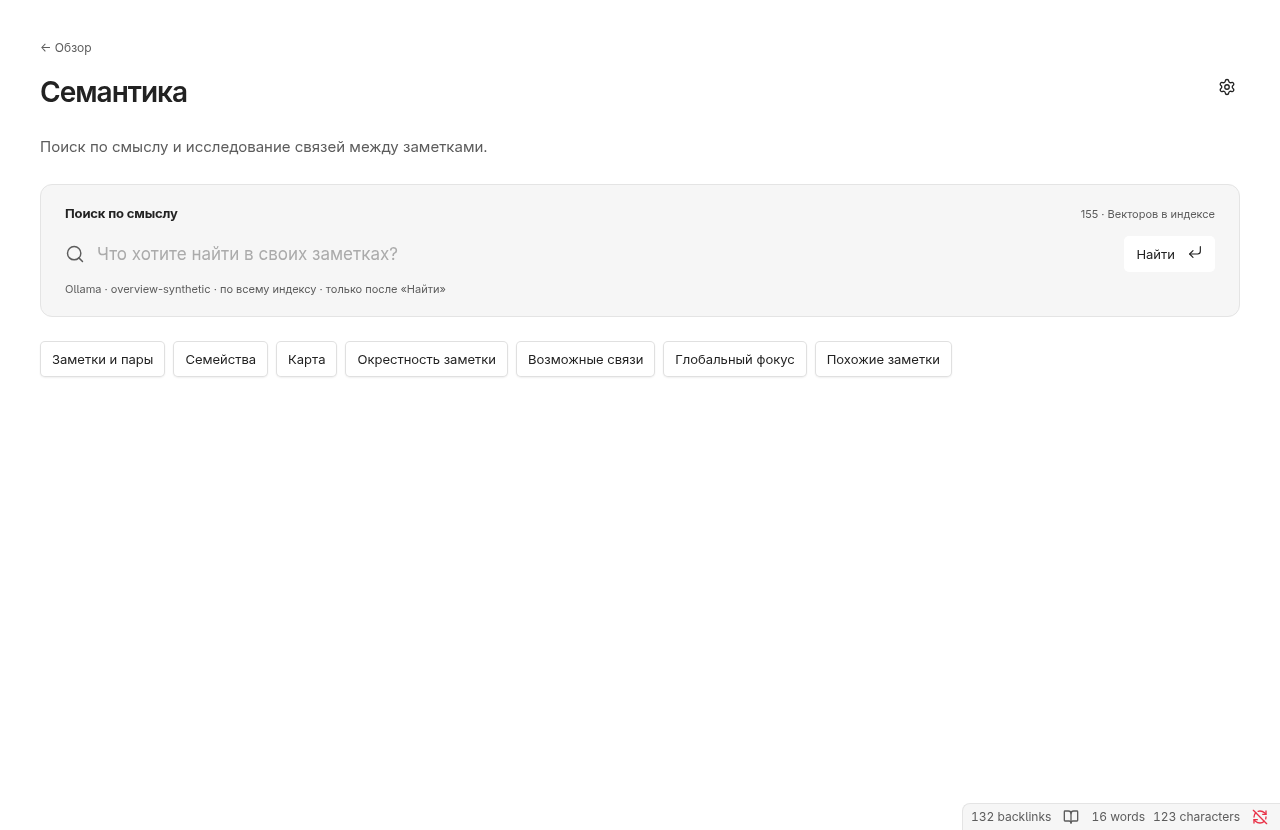 ← Обзор
Семантика
Поиск по смыслу и исследование связей между заметками.
Поиск по смыслу
155 · Векторов в индексе
Что хотите найти в своих заметках?
Найти
Ollama · overview-synthetic · по всему индексу · только после «Найти»
Заметки и пары Семейства Карта Окрестность заметки Возможные связи Глобальный фокус Похожие заметки
132 backlinks 16 words 123 characters